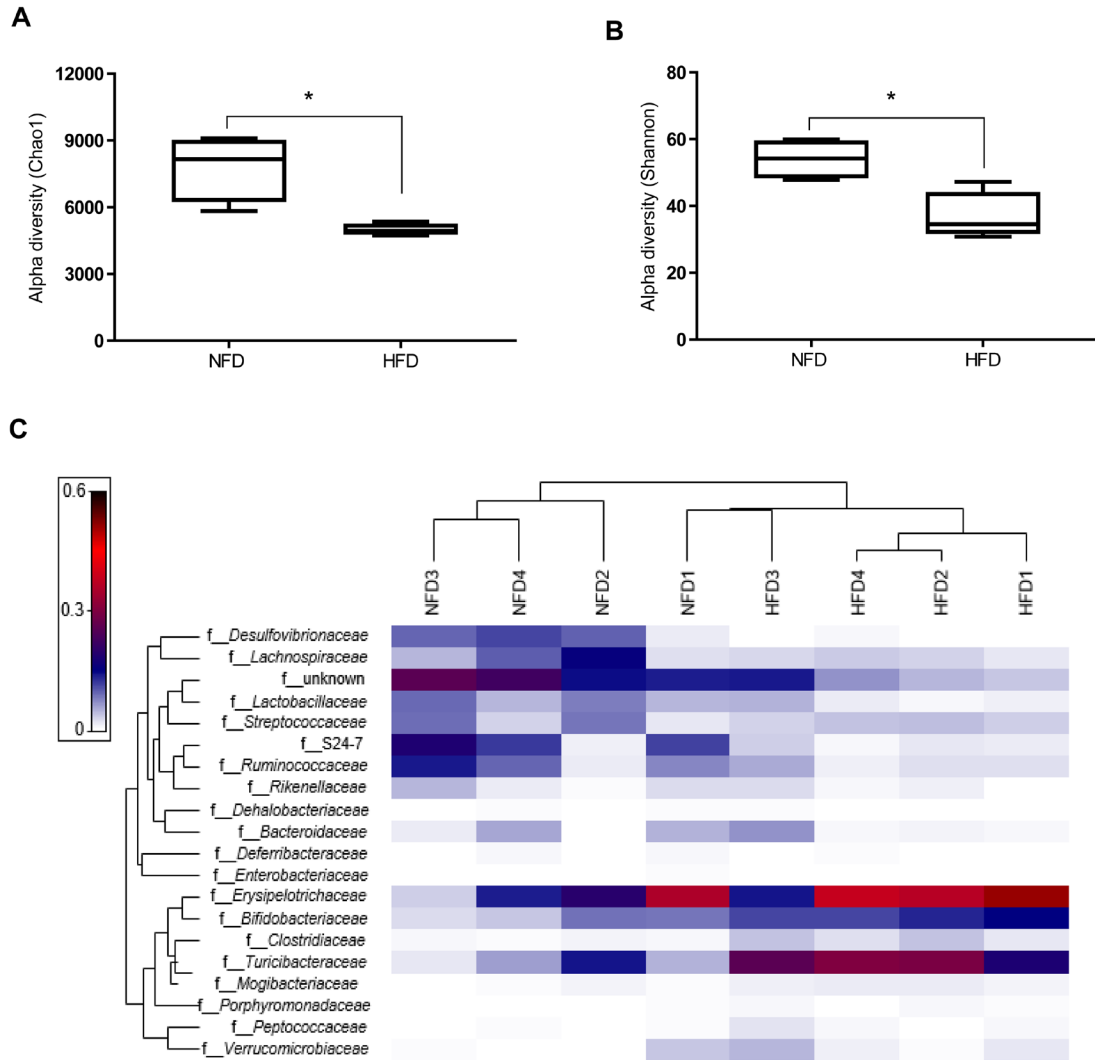 A
12000
9000
6000
3000
0
Alpha diversity (Chao1)
*
NFD
HFD
B
80
60
40
20
0
Alpha diversity (Shannon)
*
NFD
HFD
C
0.6
0.3
0
NFD3
NFD4
NFD2
NFD1
HFD3
HFD4
HFD2
HFD1
f__Desulfovibrionaceae
f__Lachnospiraceae
f__unknown
f__Lactobacillaceae
f__Streptococcaceae
f__S24-7
f__Ruminococcaceae
f__Rikenellaceae
f__Dehalobacteriaceae
f__Bacteroidaceae
f__Deferribacteraceae
f__Enterobacteriaceae
f__Erysipelotrichaceae
f__Bifidobacteriaceae
f__Clostridiaceae
f__Turicibacteraceae
f__Mogibacteriaceae
f__Porphyromonadaceae
f__Peptococcaceae
f__Verrucomicrobiaceae